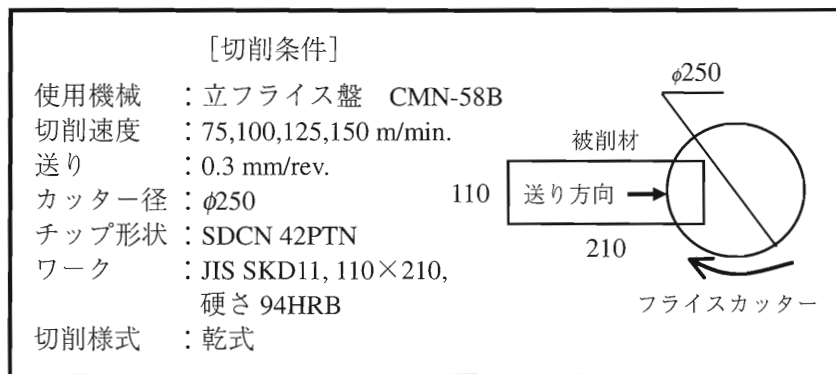 [切削条件]
使用機械 ：立フライス盤 CMN-58B
切削速度 ：75,100,125,150 m/min.
送り ：0.3 mm/rev.
カッター径：φ250
チップ形状：SDCN 42PTN
ワーク ：JIS SKD11, 110×210,
硬さ 94HRB
切削様式 ：乾式
φ250
被削材
110
送り方向
210
フライスカッター